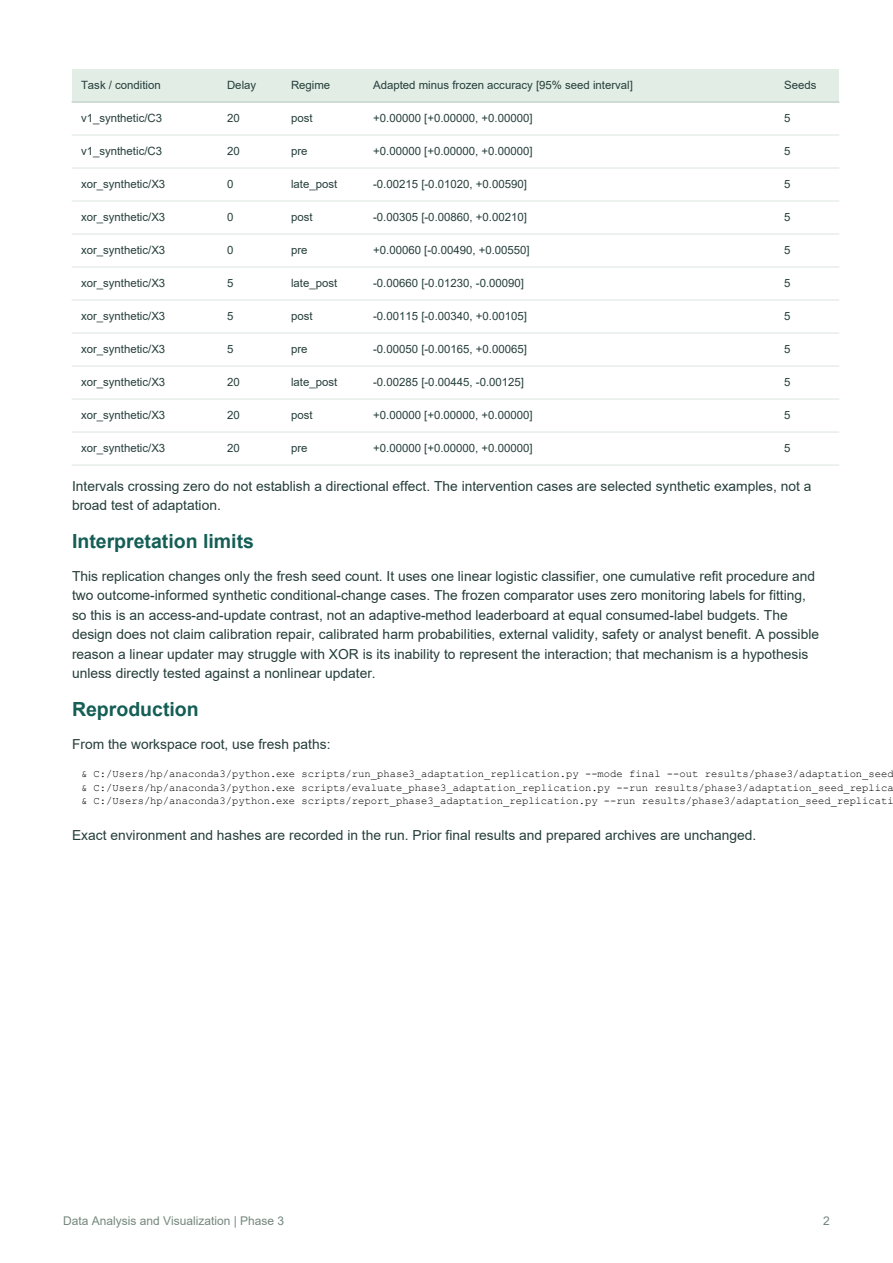 Task / condition Delay Regime Adapted minus frozen accuracy [95% seed interval] Seeds
v1_synthetic/C3 20 post +0.00000 [+0.00000, +0.00000] 5
v1_synthetic/C3 20 pre +0.00000 [+0.00000, +0.00000] 5
xor_synthetic/X3 0 late_post -0.00215 [-0.01020, +0.00590] 5
xor_synthetic/X3 0 post -0.00305 [-0.00860, +0.00210] 5
xor_synthetic/X3 0 pre +0.00060 [-0.00490, +0.00550] 5
xor_synthetic/X3 5 late_post -0.00660 [-0.01230, -0.00090] 5
xor_synthetic/X3 5 post -0.00115 [-0.00340, +0.00105] 5
xor_synthetic/X3 5 pre -0.00050 [-0.00165, +0.00065] 5
xor_synthetic/X3 20 late_post -0.00285 [-0.00445, -0.00125] 5
xor_synthetic/X3 20 post +0.00000 [+0.00000, +0.00000] 5
xor_synthetic/X3 20 pre +0.00000 [+0.00000, +0.00000] 5
Intervals crossing zero do not establish a directional effect. The intervention cases are selected synthetic examples, not a
broad test of adaptation.
Interpretation limits
This replication changes only the fresh seed count. It uses one linear logistic classifier, one cumulative refit procedure and
two outcome-informed synthetic conditional-change cases. The frozen comparator uses zero monitoring labels for fitting,
so this is an access-and-update contrast, not an adaptive-method leaderboard at equal consumed-label budgets. The
design does not claim calibration repair, calibrated harm probabilities, external validity, safety or analyst benefit. A possible
reason a linear updater may struggle with XOR is its inability to represent the interaction; that mechanism is a hypothesis
unless directly tested against a nonlinear updater.
Reproduction
From the workspace root, use fresh paths:
& C:/Users/hp/anaconda3/python.exe scripts/run_phase3_adaptation_replication.py --mode final --out results/phase3/adaptation_seed
& C:/Users/hp/anaconda3/python.exe scripts/evaluate_phase3_adaptation_replication.py --run results/phase3/adaptation_seed_replica
& C:/Users/hp/anaconda3/python.exe scripts/report_phase3_adaptation_replication.py --run results/phase3/adaptation_seed_replicati
Exact environment and hashes are recorded in the run. Prior final results and prepared archives are unchanged.
Data Analysis and Visualization | Phase 3 2